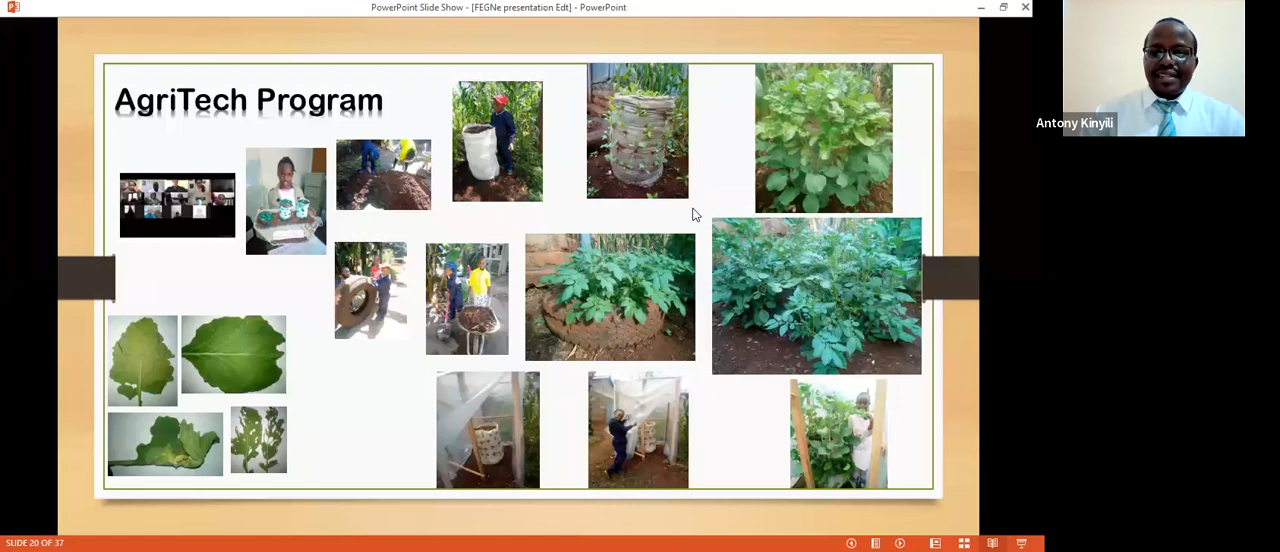 PowerPoint Slide Show - [FEGNe presentation Edt] - PowerPoint
AgriTech Program
Antony Kinyili
SLIDE 20 OF 37